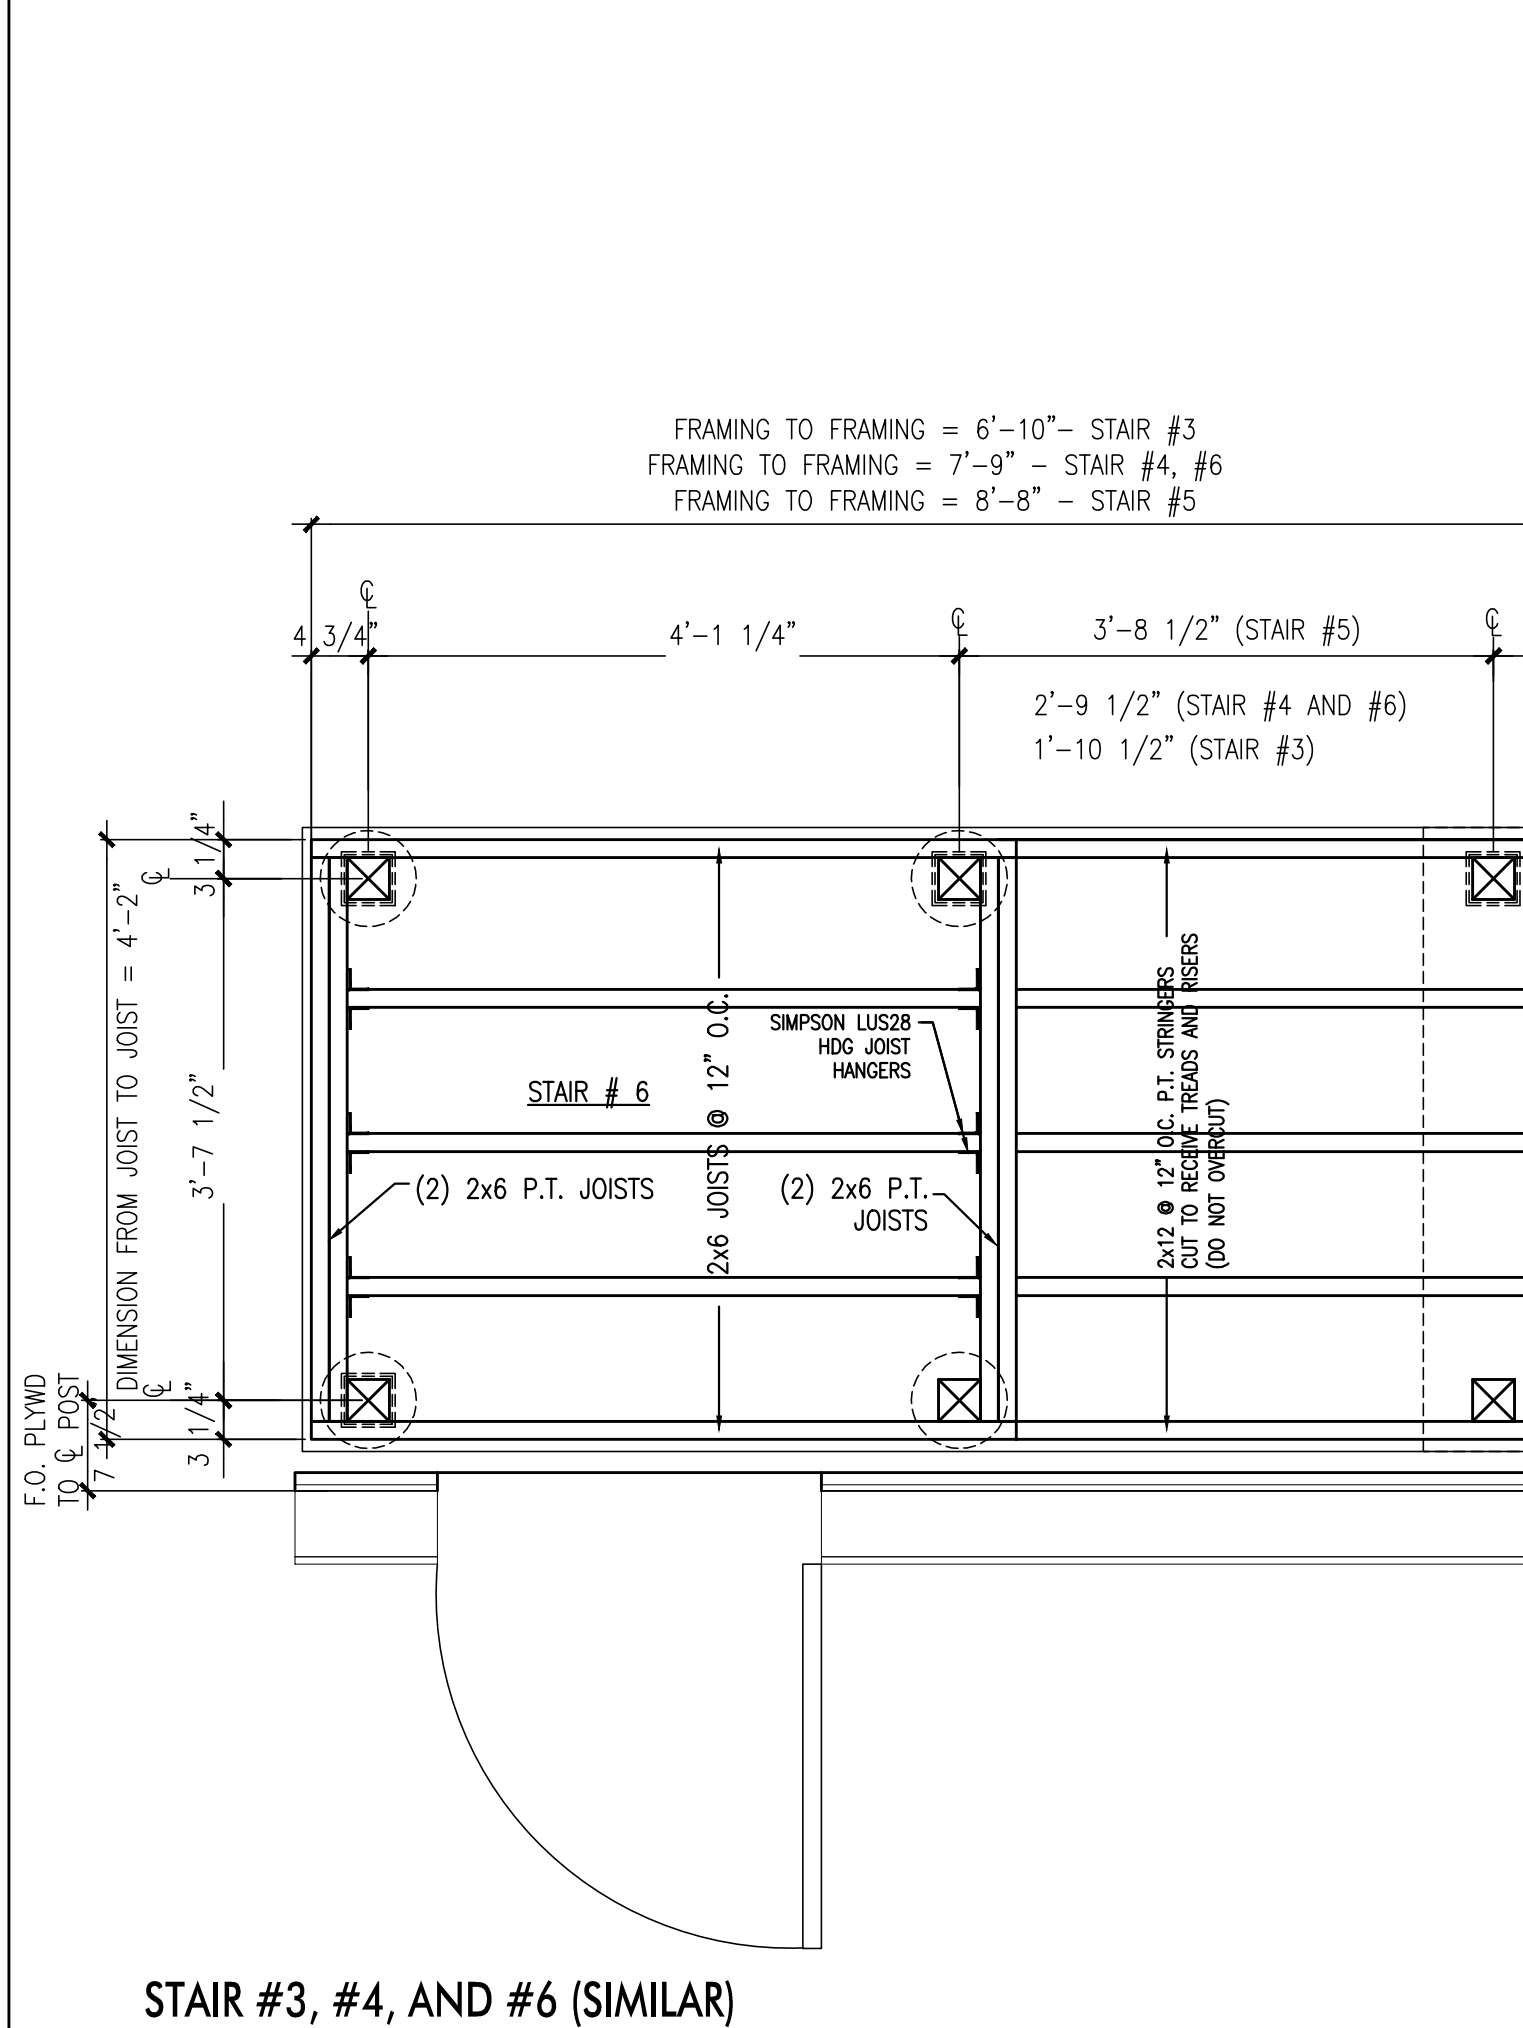 FRAMING TO FRAMING = 6'-10"- STAIR #3
FRAMING TO FRAMING = 7'-9" - STAIR #4, #6
FRAMING TO FRAMING = 8'-8" - STAIR #5
℄
℄
℄
4 3/4"
4'-1 1/4"
3'-8 1/2" (STAIR #5)
2'-9 1/2" (STAIR #4 AND #6)
1'-10 1/2" (STAIR #3)
3 1/4"
℄
DIMENSION FROM JOIST TO JOIST = 4'-2"
3'-7 1/2"
℄
3 1/4"
F.O. PLYWD
TO ℄ POST
7 1/2"
SIMPSON LUS28
HDG JOIST
HANGERS
STAIR # 6
2x6 JOISTS @ 12" O.C.
(2) 2x6 P.T. JOISTS
(2) 2x6 P.T.
JOISTS
2x12 @ 12" O.C. P.T. STRINGERS
CUT TO RECEIVE TREADS AND RISERS
(DO NOT OVERCUT)
STAIR #3, #4, AND #6 (SIMILAR)